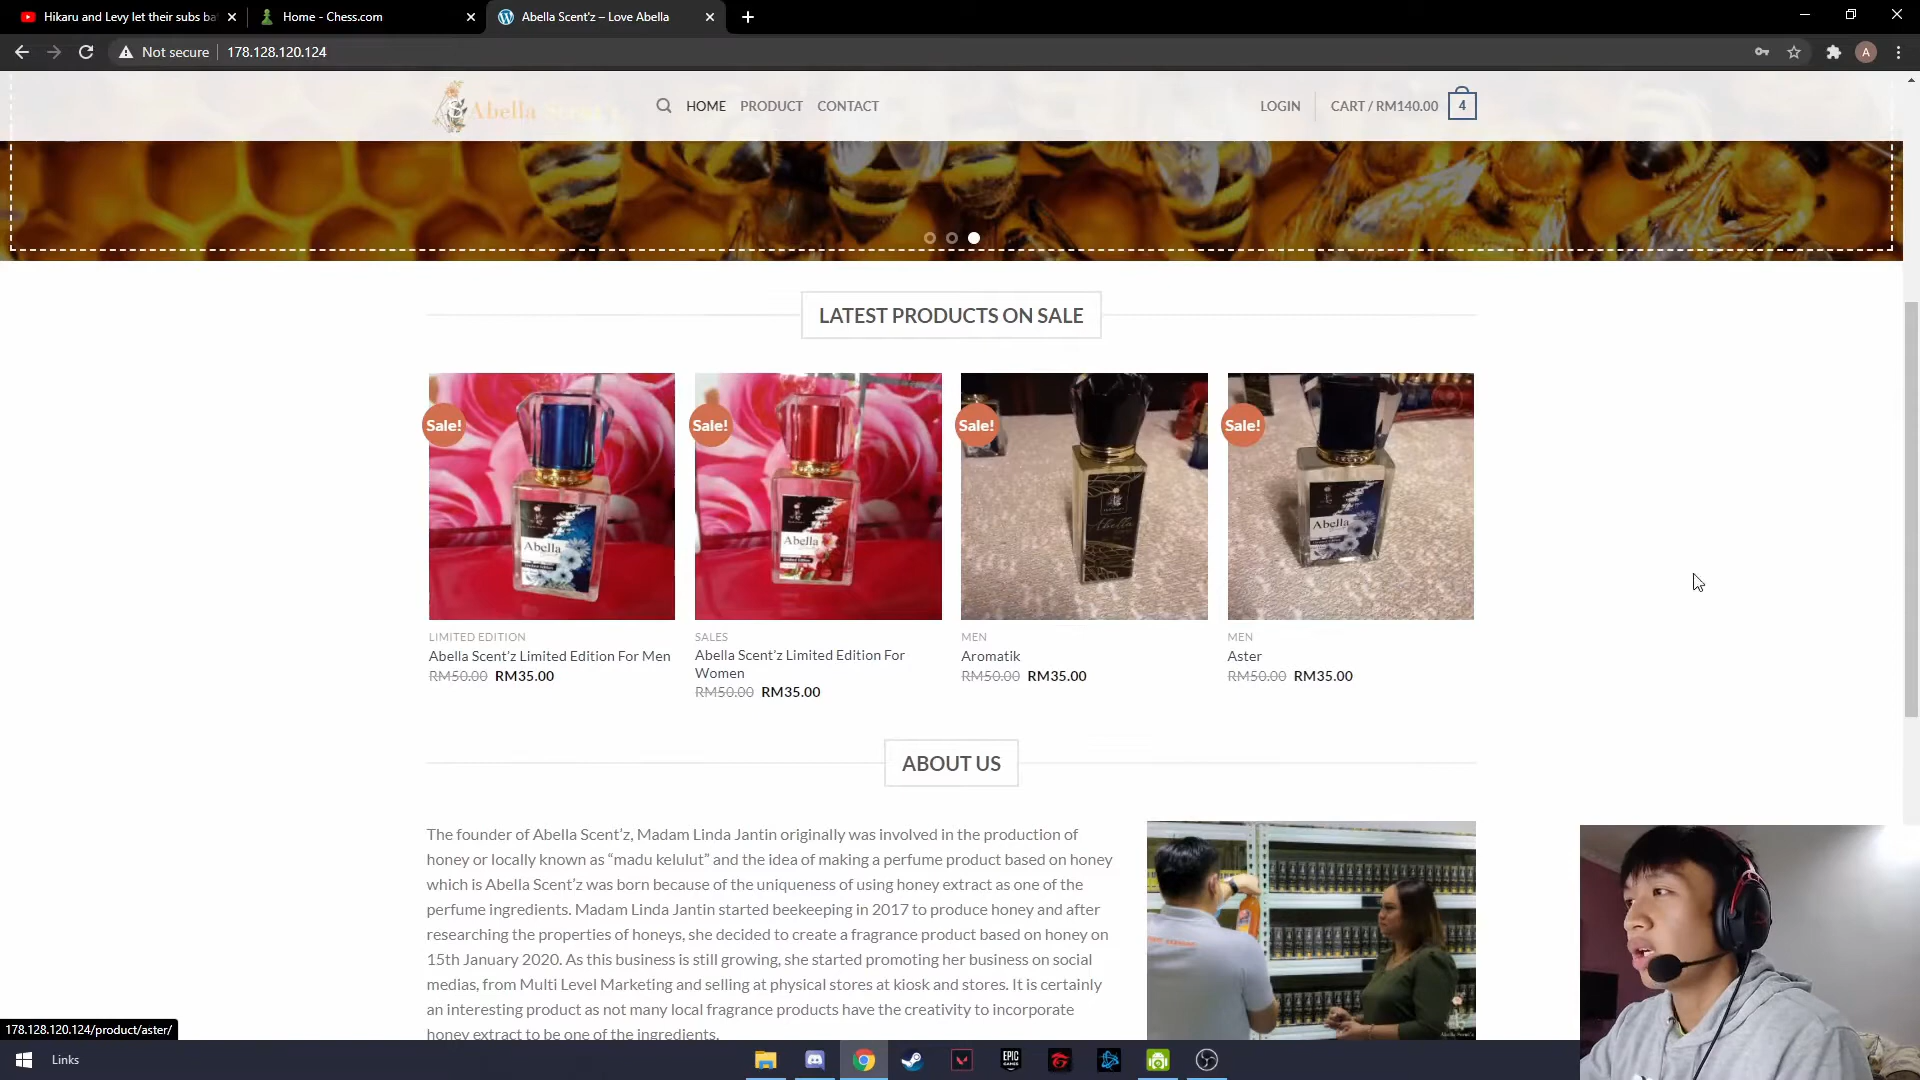 Hikaru and Levy let their subs ba
Home - Chess.com
Abella Scent'z – Love Abella
Not secure
178.128.120.124
A
Abella
HOME
PRODUCT
CONTACT
LOGIN
CART / RM140.00
4
LATEST PRODUCTS ON SALE
Sale!
Sale!
Sale!
Sale!
Abella
Abella
Abella
Abella
LIMITED EDITION
Abella Scent’z Limited Edition For Men
RM50.00 RM35.00
SALES
Abella Scent’z Limited Edition For
Women
RM50.00 RM35.00
MEN
Aromatik
RM50.00 RM35.00
MEN
Aster
RM50.00 RM35.00
ABOUT US
The founder of Abella Scent’z, Madam Linda Jantin originally was involved in the production of
honey or locally known as “madu kelulut” and the idea of making a perfume product based on honey
which is Abella Scent’z was born because of the uniqueness of using honey extract as one of the
perfume ingredients. Madam Linda Jantin started beekeeping in 2017 to produce honey and after
researching the properties of honeys, she decided to create a fragrance product based on honey on
15th January 2020. As this business is still growing, she started promoting her business on social
medias, from Multi Level Marketing and selling at physical stores at kiosk and stores. It is certainly
an interesting product as not many local fragrance products have the creativity to incorporate
honey extract to be one of the ingredients.
178.128.120.124/product/aster/
Links
EPIC
GAMES